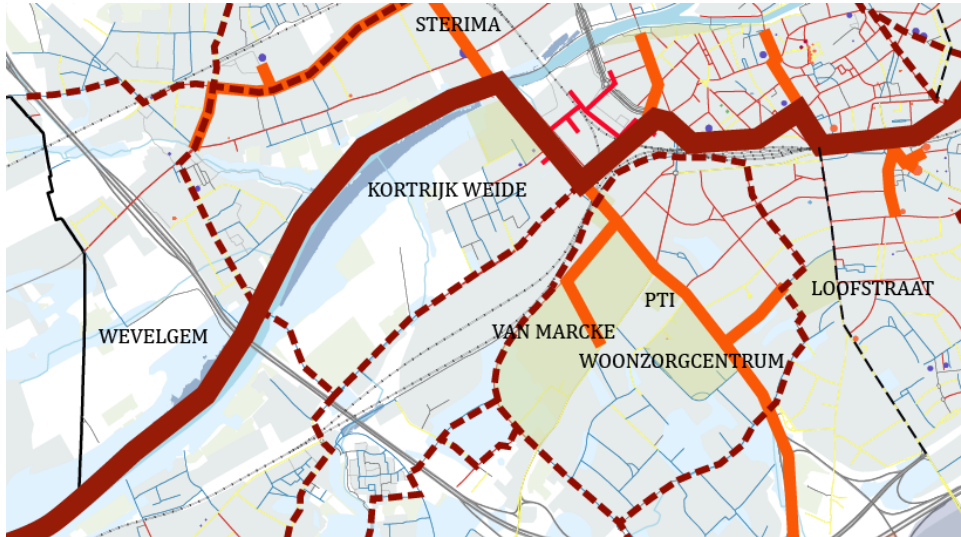 STERIMA
KORTRIJK WEIDE
LOOFSTRAAT
PTI
WEVELGEM
VAN MARCKE
WOONZORGCENTRUM